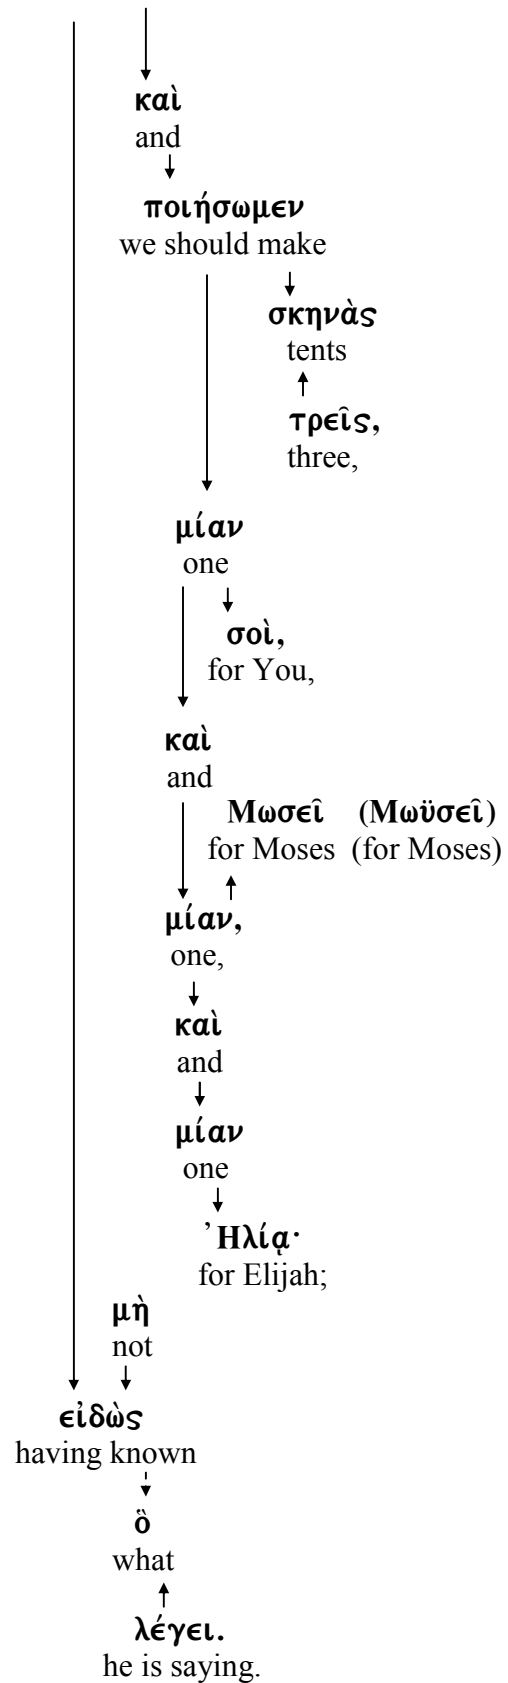 καὶ
and
ποιήσωμεν
we should make
σκηνὰς
tents
τρεῖς,
three,
μίαν
one
σοὶ,
for You,
καὶ
and
Μωσεῖ (Μωϋσεῖ)
for Moses (for Moses)
μίαν,
one,
καὶ
and
μίαν
one
Ἠλίᾳ·
for Elijah;
μὴ
not
εἰδὼς
having known
ὃ
what
λέγει.
he is saying.